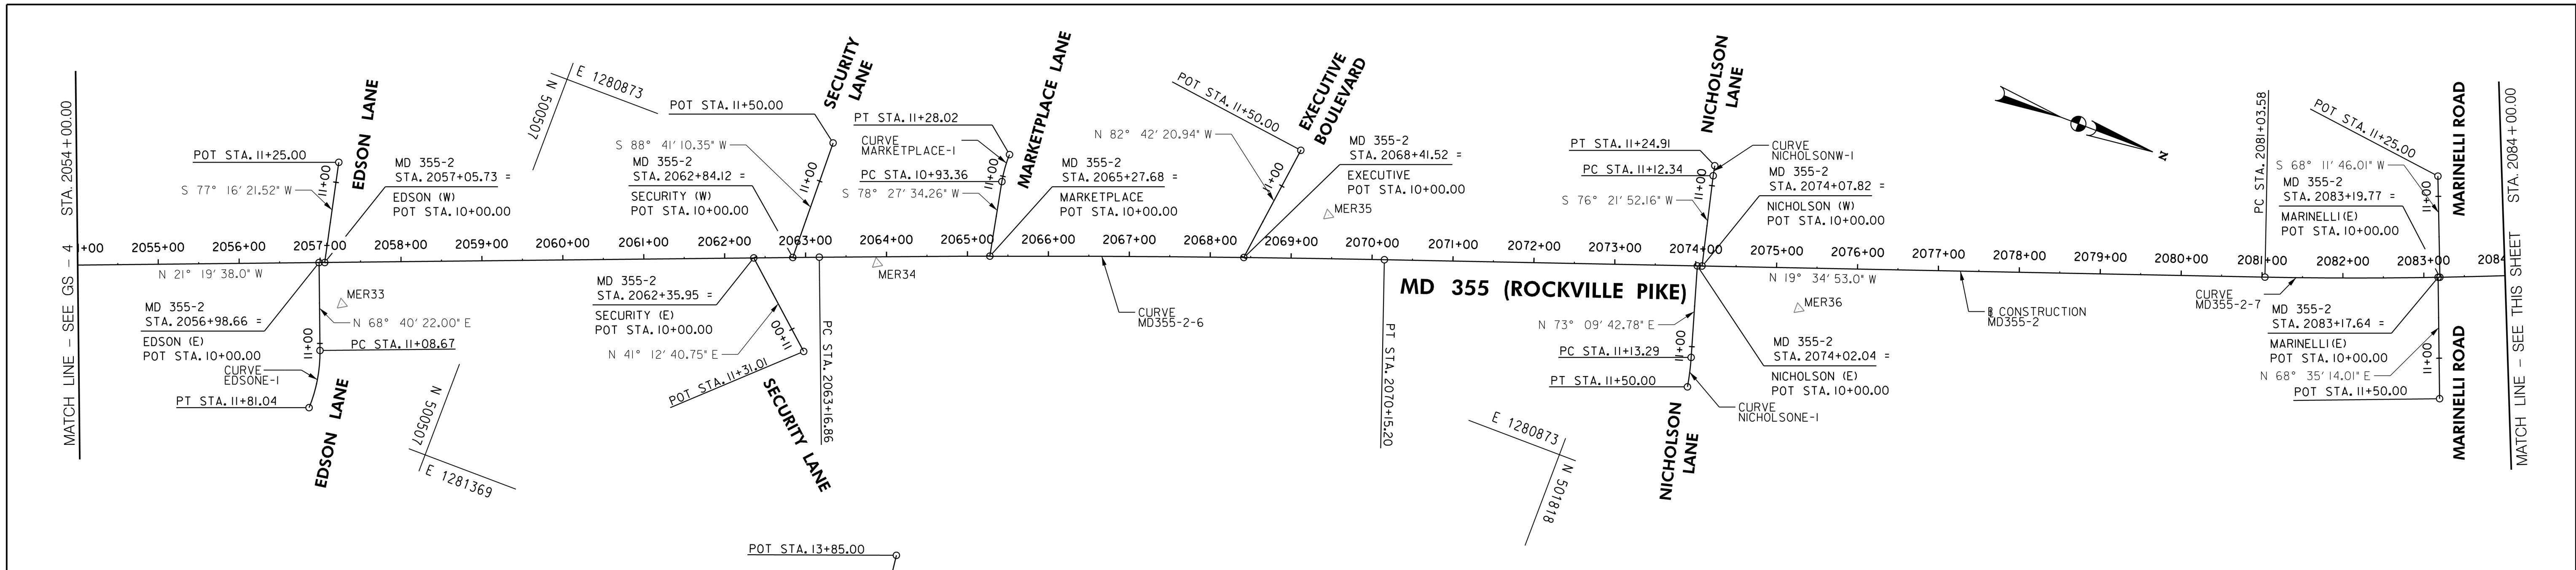 MATCH LINE - SEE GS - 4 STA. 2054+00.00
POT STA. 11+25.00
S 77° 16' 21.52" W
11+00
EDSON LANE
MD 355-2
STA. 2057+05.73 =
EDSON (W)
POT STA. 10+00.00
E 1280873
N 500507
POT STA. 11+50.00
S 88° 41' 10.35" W
MD 355-2
STA. 2062+84.12 =
SECURITY (W)
POT STA. 10+00.00
11+00
SECURITY
LANE
PT STA. 11+28.02
CURVE
MARKETPLACE-1
PC STA. 10+93.36
S 78° 27' 34.26" W
11+00
MARKETPLACE LANE
MD 355-2
STA. 2065+27.68 =
MARKETPLACE
POT STA. 10+00.00
POT STA. 11+50.00
N 82° 42' 20.94" W
11+00
EXECUTIVE
BOULEVARD
MD 355-2
STA. 2068+41.52 =
EXECUTIVE
POT STA. 10+00.00
MER35
PT STA. 11+24.91
PC STA. 11+12.34
S 76° 21' 52.16" W
11+00
NICHOLSON
LANE
CURVE
NICHOLSONW-1
MD 355-2
STA. 2074+07.82 =
NICHOLSON (W)
POT STA. 10+00.00
N
PC STA. 2081+03.58
POT STA. 11+25.00
S 68° 11' 46.01" W
MD 355-2
STA. 2083+19.77 =
MARINELLI (E)
POT STA. 10+00.00
11+00
MARINELLI ROAD
MATCH LINE - SEE THIS SHEET STA. 2084+00.00
1+00 2055+00 2056+00 2057+00 2058+00 2059+00 2060+00 2061+00 2062+00 2063+00 2064+00 2065+00 2066+00 2067+00 2068+00 2069+00 2070+00 2071+00 2072+00 2073+00 2074+00 2075+00 2076+00 2077+00 2078+00 2079+00 2080+00 2081+00 2082+00 2083+00 2084
N 21° 19' 38.0" W
MD 355-2
STA. 2056+98.66 =
EDSON (E)
POT STA. 10+00.00
MER33
N 68° 40' 22.00" E
11+00
PC STA. 11+08.67
CURVE
EDSONE-1
PT STA. 11+81.04
EDSON LANE
N 500507
E 1281369
MD 355-2
STA. 2062+35.95 =
SECURITY (E)
POT STA. 10+00.00
N 41° 12' 40.75" E
11+00
POT STA. 11+31.01
SECURITY LANE
PC STA. 2063+16.86
MER34
CURVE
MD355-2-6
PT STA. 2070+15.20
MD 355 (ROCKVILLE PIKE)
E 1280873
N 501818
N 73° 09' 42.78" E
PC STA. 11+13.29
11+00
PT STA. 11+50.00
CURVE
NICHOLSONE-1
NICHOLSON
LANE
N 19° 34' 53.0" W
MER36
MD 355-2
STA. 2074+02.04 =
NICHOLSON (E)
POT STA. 10+00.00
℄ CONSTRUCTION
MD355-2
CURVE
MD355-2-7
MD 355-2
STA. 2083+17.64 =
MARINELLI (E)
POT STA. 10+00.00
N 68° 35' 14.01" E
POT STA. 11+50.00
11+00
MARINELLI ROAD
POT STA. 13+85.00